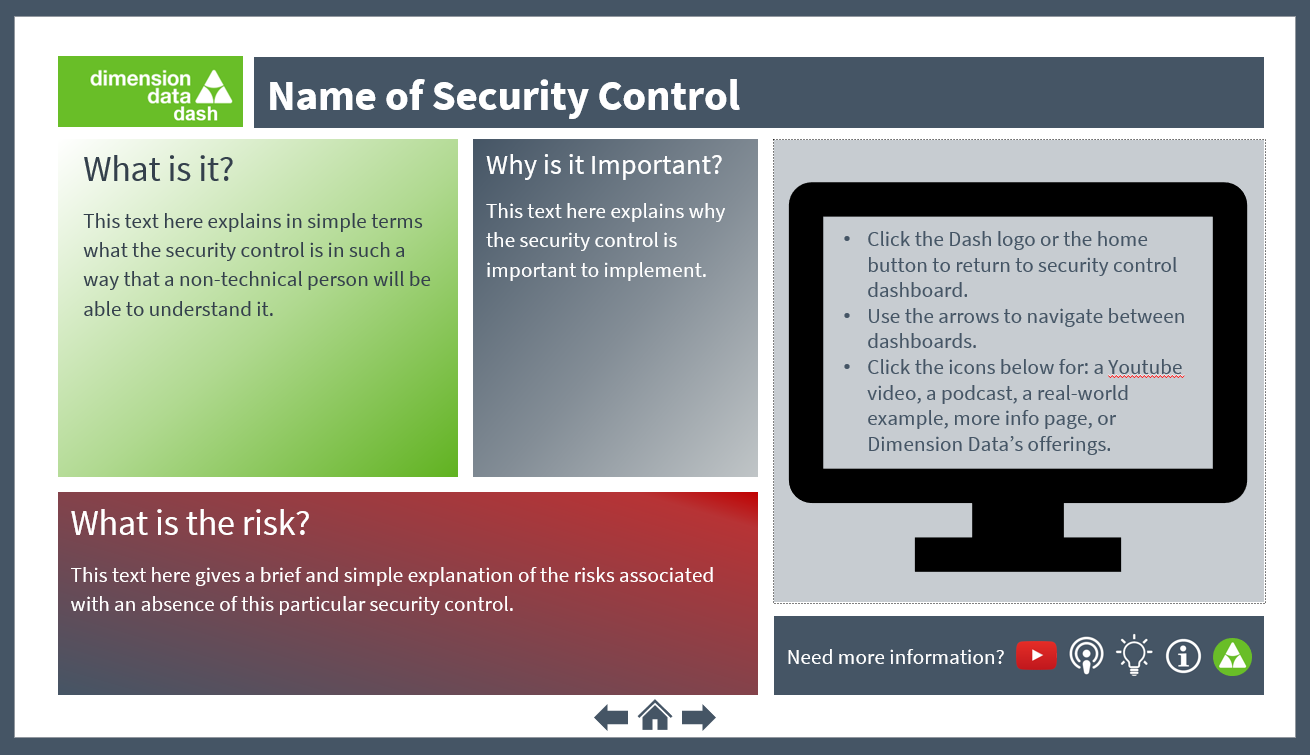 dimension
data
dash
Name of Security Control
What is it?
This text here explains in simple terms
what the security control is in such a
way that a non-technical person will be
able to understand it.
Why is it Important?
This text here explains why
the security control is
important to implement.
• Click the Dash logo or the home
button to return to security control
dashboard.
• Use the arrows to navigate between
dashboards.
• Click the icons below for: a Youtube
video, a podcast, a real-world
example, more info page, or
Dimension Data’s offerings.
What is the risk?
This text here gives a brief and simple explanation of the risks associated
with an absence of this particular security control.
Need more information?